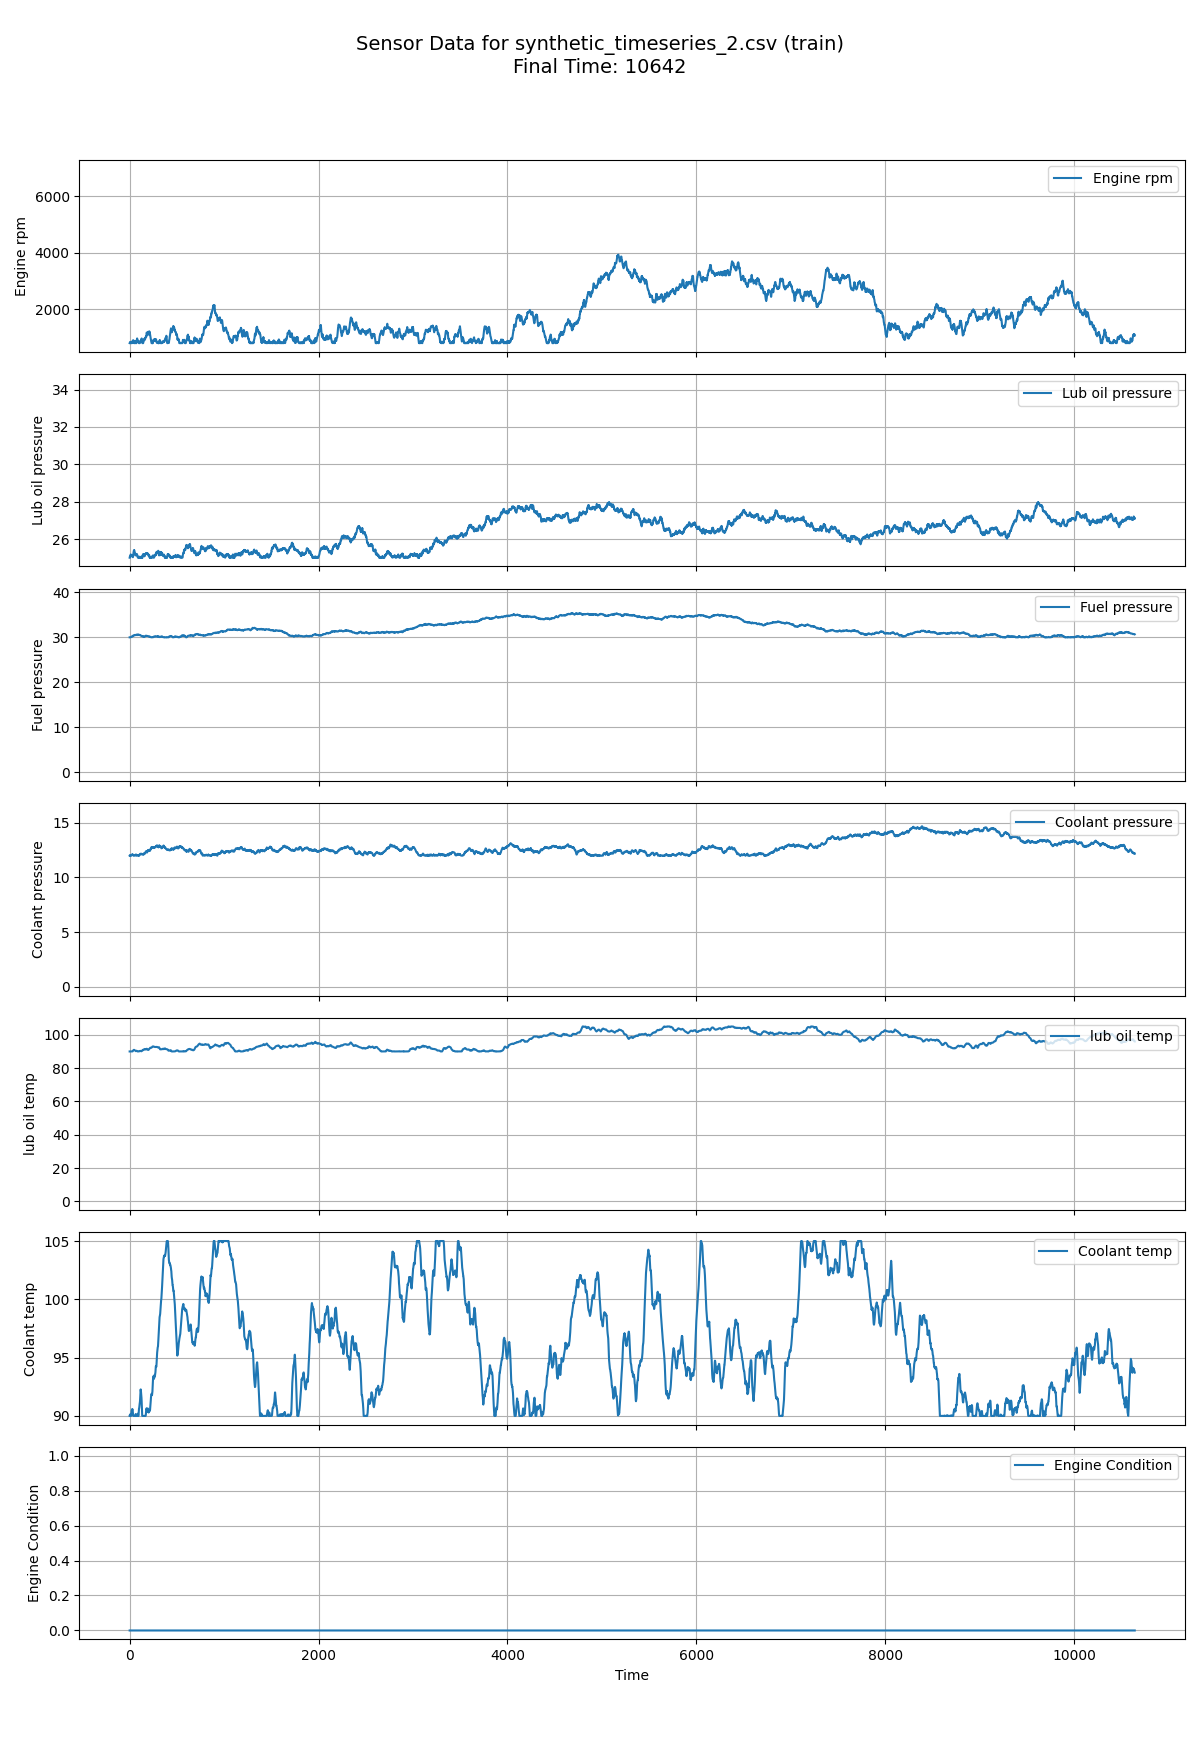 Sensor Data for synthetic_timeseries_2.csv (train)
Final Time: 10642
Engine rpm
6000
4000
2000
Engine rpm
Lub oil pressure
34
32
30
28
26
Lub oil pressure
Fuel pressure
40
30
20
10
0
Fuel pressure
Coolant pressure
15
10
5
0
Coolant pressure
lub oil temp
100
80
60
40
20
0
lub oil temp
Coolant temp
105
100
95
90
Coolant temp
Engine Condition
1.0
0.8
0.6
0.4
0.2
0.0
Engine Condition
0 2000 4000 6000 8000 10000
Time